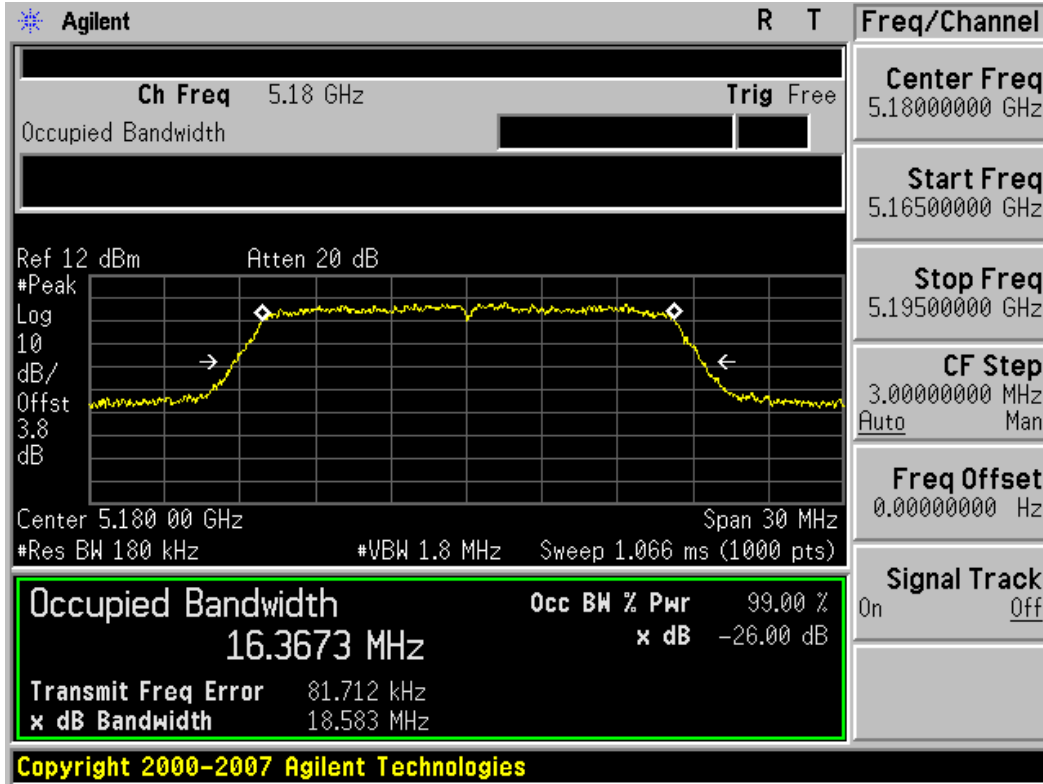 Agilent R T
Ch Freq 5.18 GHz Trig Free
Occupied Bandwidth
Ref 12 dBm Atten 20 dB
#Peak
Log
10
dB/
Offst
3.8
dB
Center 5.180 00 GHz Span 30 MHz
#Res BW 180 kHz #VBW 1.8 MHz Sweep 1.066 ms (1000 pts)
Occupied Bandwidth
16.3673 MHz
Occ BW % Pwr 99.00 %
x dB -26.00 dB
Transmit Freq Error 81.712 kHz
x dB Bandwidth 18.583 MHz
Copyright 2000-2007 Agilent Technologies
Freq/Channel
Center Freq
5.18000000 GHz
Start Freq
5.16500000 GHz
Stop Freq
5.19500000 GHz
CF Step
3.00000000 MHz
Auto Man
Freq Offset
0.00000000 Hz
Signal Track
On Off